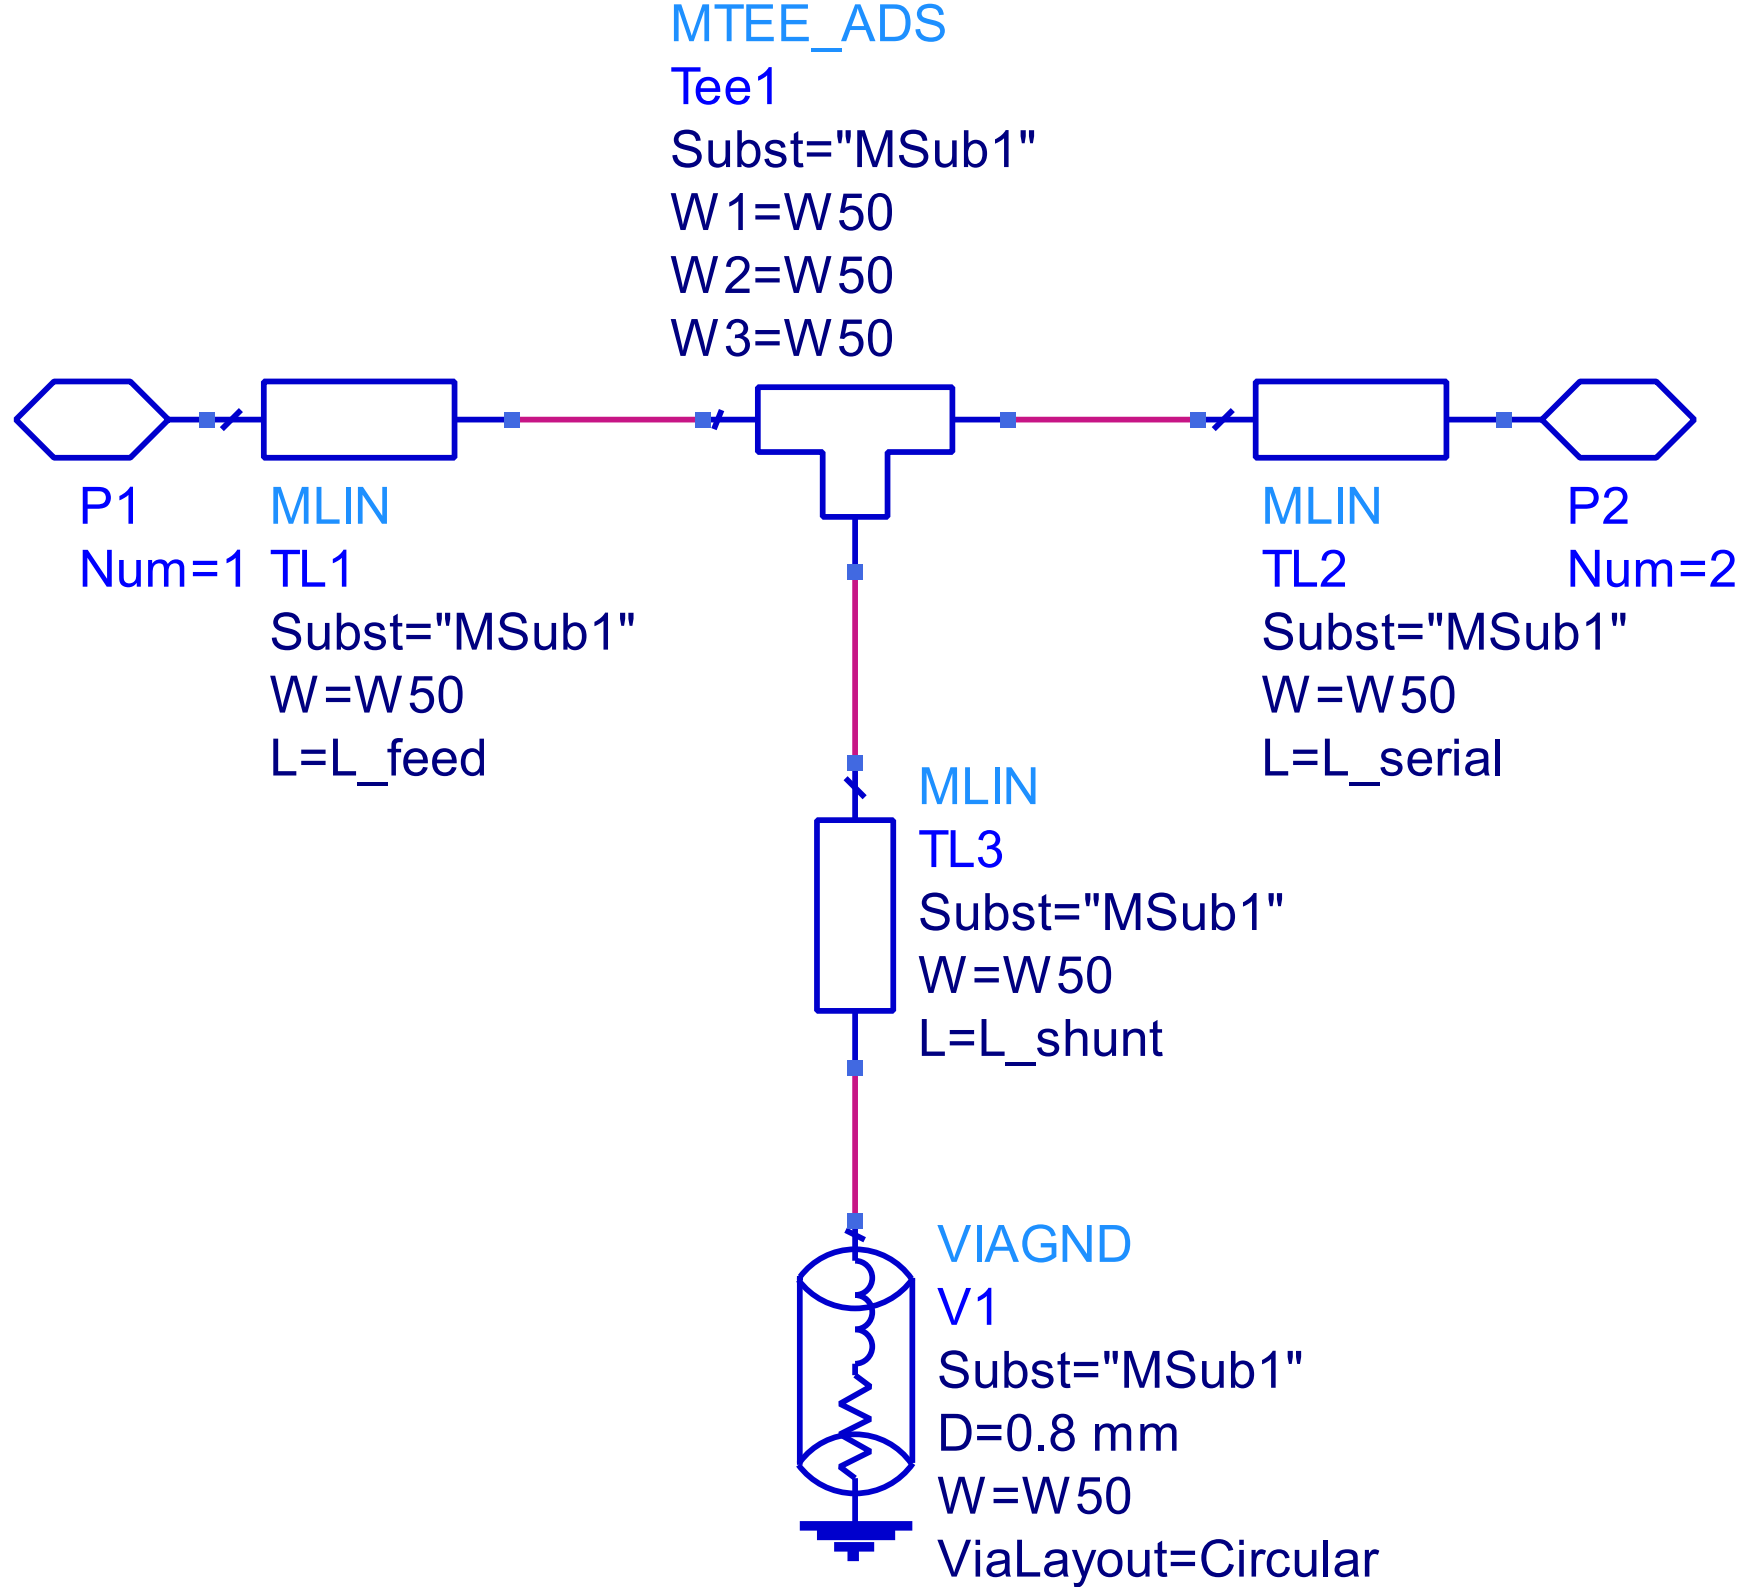 MTEE_ADS
Tee1
Subst="MSub1"
W1=W50
W2=W50
W3=W50
P1
Num=1
MLIN
TL1
Subst="MSub1"
W=W50
L=L_feed
MLIN
TL2
Subst="MSub1"
W=W50
L=L_serial
P2
Num=2
MLIN
TL3
Subst="MSub1"
W=W50
L=L_shunt
VIAGND
V1
Subst="MSub1"
D=0.8 mm
W=W50
ViaLayout=Circular